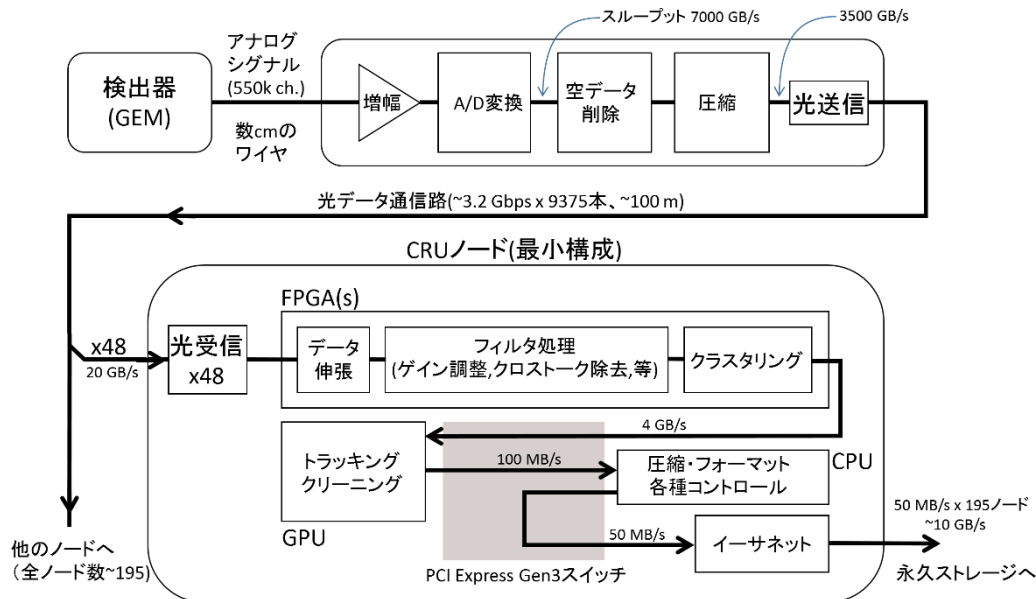 スループット 7000 GB/s
3500 GB/s
アナログ
シグナル
(550k ch.)
検出器
(GEM)
数cmの
ワイヤ
増幅
A/D変換
空データ
削除
圧縮
光送信
光データ通信路(~3.2 Gbps x 9375本、~100 m)
CRUノード(最小構成)
FPGA(s)
x48
20 GB/s
光受信
x48
データ
伸張
フィルタ処理
(ゲイン調整,クロストーク除去,等)
クラスタリング
4 GB/s
トラッキング
クリーニング
GPU
100 MB/s
圧縮・フォーマット
各種コントロール
CPU
50 MB/s
イーサネット
50 MB/s x 195ノード
~10 GB/s
永久ストレージへ
PCI Express Gen3スイッチ
他のノードへ
（全ノード数~195)